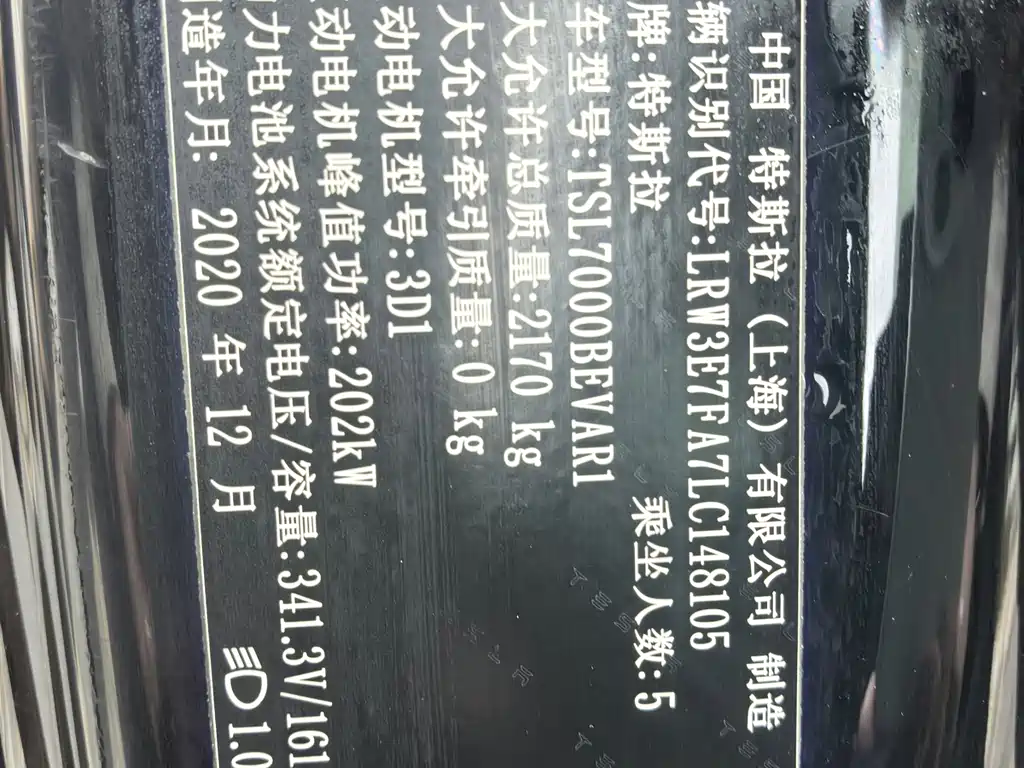 中国 特斯拉(上海)有限公司 制造
辆识别代号:LRW3E7FA7LC148105
牌:特斯拉 乘坐人数:5
车型号:TSL7000BEVAR1
大允许总质量:2170 kg
大允许牵引质量:0 kg
动电机型号:3D1
动电机峰值功率:202kW
力电池系统额定电压/容量:341.3V/161
造年月: 2020 年 12 月 1.0